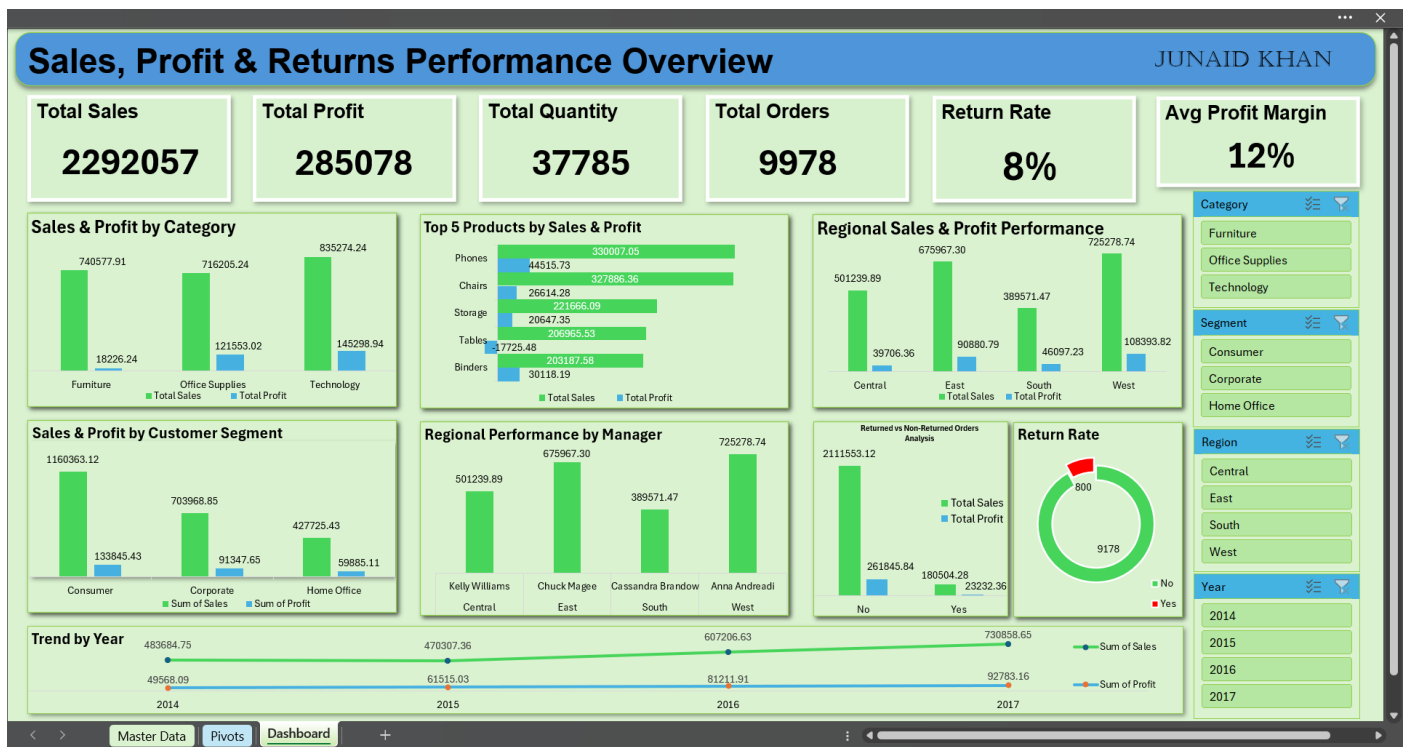 Sales, Profit & Returns Performance Overview
JUNAID KHAN
Total Sales
2292057
Total Profit
285078
Total Quantity
37785
Total Orders
9978
Return Rate
8%
Avg Profit Margin
12%
Sales & Profit by Category
740577.91
18226.24
716205.24
121553.02
835274.24
145298.94
Furniture
Office Supplies
Technology
Total Sales
Total Profit
Top 5 Products by Sales & Profit
Phones
330007.05
44515.73
Chairs
327886.36
26614.28
Storage
221666.09
20647.35
Tables
206965.53
-17725.48
Binders
203187.58
30118.19
Total Sales
Total Profit
Regional Sales & Profit Performance
501239.89
39706.36
675967.30
90880.79
389571.47
46097.23
725278.74
108393.82
Central
East
South
West
Total Sales
Total Profit
Category
Furniture
Office Supplies
Technology
Segment
Consumer
Corporate
Home Office
Region
Central
East
South
West
Year
2014
2015
2016
2017
Sales & Profit by Customer Segment
1160363.12
133845.43
703968.85
91347.65
427725.43
59885.11
Consumer
Corporate
Home Office
Sum of Sales
Sum of Profit
Regional Performance by Manager
501239.89
675967.30
389571.47
725278.74
Kelly Williams
Chuck Magee
Cassandra Brandow
Anna Andreadi
Central
East
South
West
Returned vs Non-Returned Orders
Analysis
2111553.12
261845.84
180504.28
23232.36
Total Sales
Total Profit
No
Yes
Return Rate
800
9178
No
Yes
Trend by Year
483684.75
470307.36
607206.63
730858.65
Sum of Sales
49568.09
61515.03
81211.91
92783.16
Sum of Profit
2014
2015
2016
2017
Master Data
Pivots
Dashboard